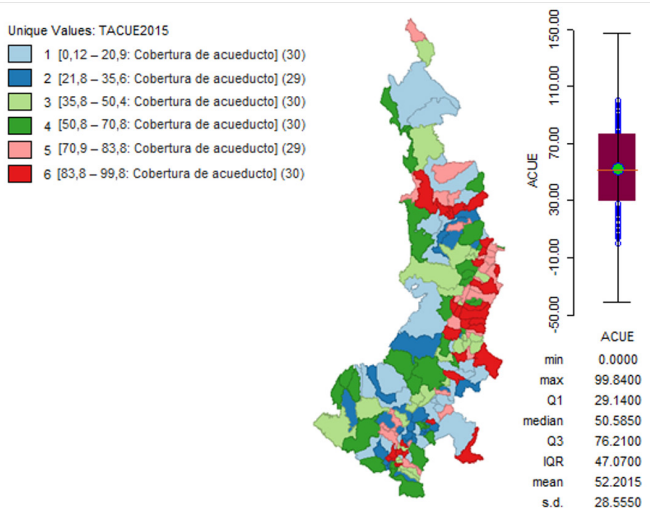 Unique Values: TACUE2015
1 [0,12 – 20,9: Cobertura de acueducto] (30)
2 [21,8 – 35,6: Cobertura de acueducto] (29)
3 [35,8 – 50,4: Cobertura de acueducto] (30)
4 [50,8 – 70,8: Cobertura de acueducto] (30)
5 [70,9 – 83,8: Cobertura de acueducto] (29)
6 [83,8 – 99,8: Cobertura de acueducto] (30)
150.00
110.00
70.00
30.00
-10.00
-50.00
ACUE
ACUE
min 0.0000
max 99.8400
Q1 29.1400
median 50.5850
Q3 76.2100
IQR 47.0700
mean 52.2015
s.d. 28.5550